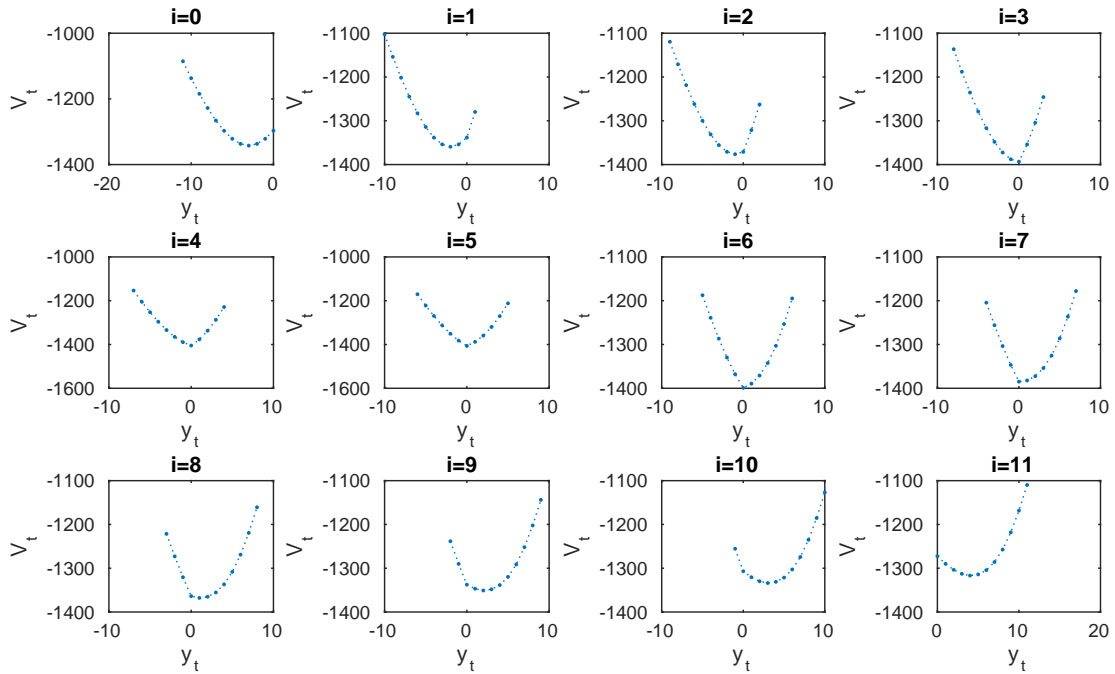 i=0 i=1 i=2 i=3
-1000 -1100 -1100 -1100
-1200 -1200 -1200 -1200
-1300 -1300 -1300
-1400 -1400 -1400 -1400
-20 -10 0 -10 0 10 -10 0 10 -10 0 10
V_t V_t V_t V_t
y_t y_t y_t y_t
i=4 i=5 i=6 i=7
-1000 -1000 -1100 -1100
-1200 -1200 -1200 -1200
-1400 -1400 -1300 -1300
-1600 -1600 -1400 -1400
-10 0 10 -10 0 10 -10 0 10 -10 0 10
V_t V_t V_t V_t
y_t y_t y_t y_t
i=8 i=9 i=10 i=11
-1100 -1100 -1100 -1100
-1200 -1200 -1200 -1200
-1300 -1300 -1300 -1300
-1400 -1400 -1400 -1400
-10 0 10 -10 0 10 -10 0 10 0 10 20
V_t V_t V_t V_t
y_t y_t y_t y_t